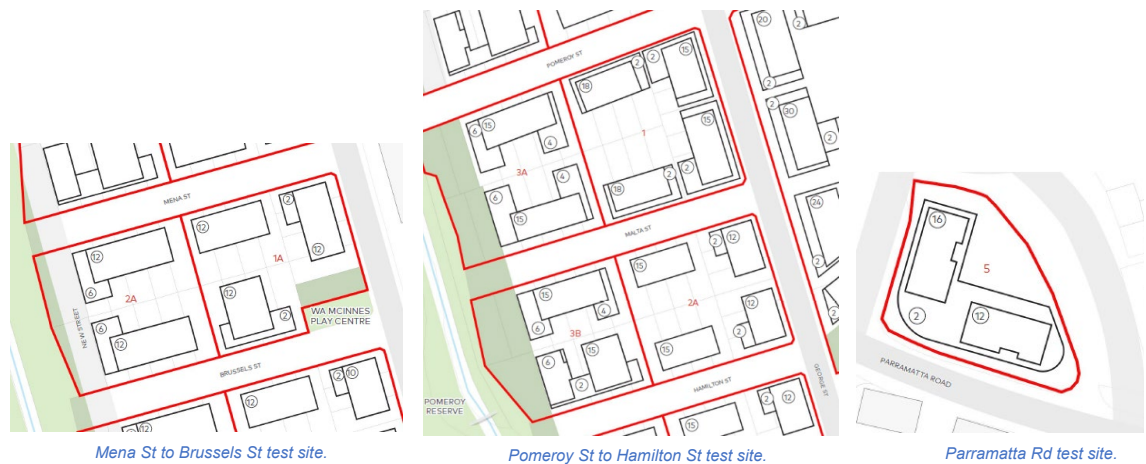 MENA ST
12
2
12
12
1A
12
6
2A
12
2
6
12
NEW STREET
WA MCINNES
PLAY CENTRE
BRUSSELS ST
2
10
12
2
12
Mena St to Brussels St test site.
POMEROY ST
20
2
15
2
2
18
2
30
2
6
15
4
1
15
2
3A
4
2
18
6
15
24
2
MALTA ST
2
12
15
15
4
2A
12
6
3B
2
6
15
15
2
HAMILTON ST
GEORGE ST
2
12
15
POMEROY
RESERVE
Pomeroy St to Hamilton St test site.
16
5
2
12
PARRAMATTA ROAD
Parramatta Rd test site.